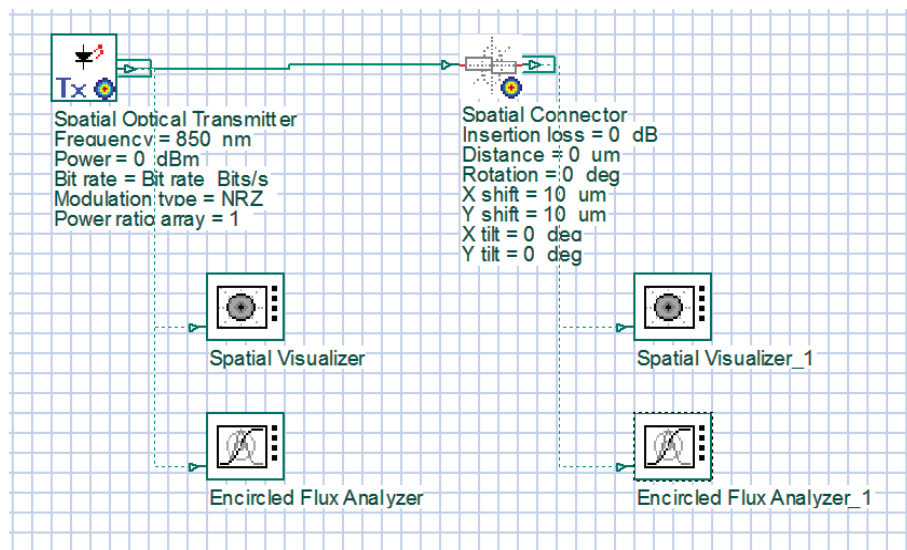 Tx
Spatial Optical Transmitter
Frequency = 850 nm
Power = 0 dBm
Bit rate = Bit rate Bits/s
Modulation type = NRZ
Power ratio array = 1
Spatial Connector
Insertion loss = 0 dB
Distance = 0 um
Rotation = 0 deg
X shift = 10 um
Y shift = 10 um
X tilt = 0 deg
Y tilt = 0 deg
Spatial Visualizer
Spatial Visualizer_1
Encircled Flux Analyzer
Encircled Flux Analyzer_1